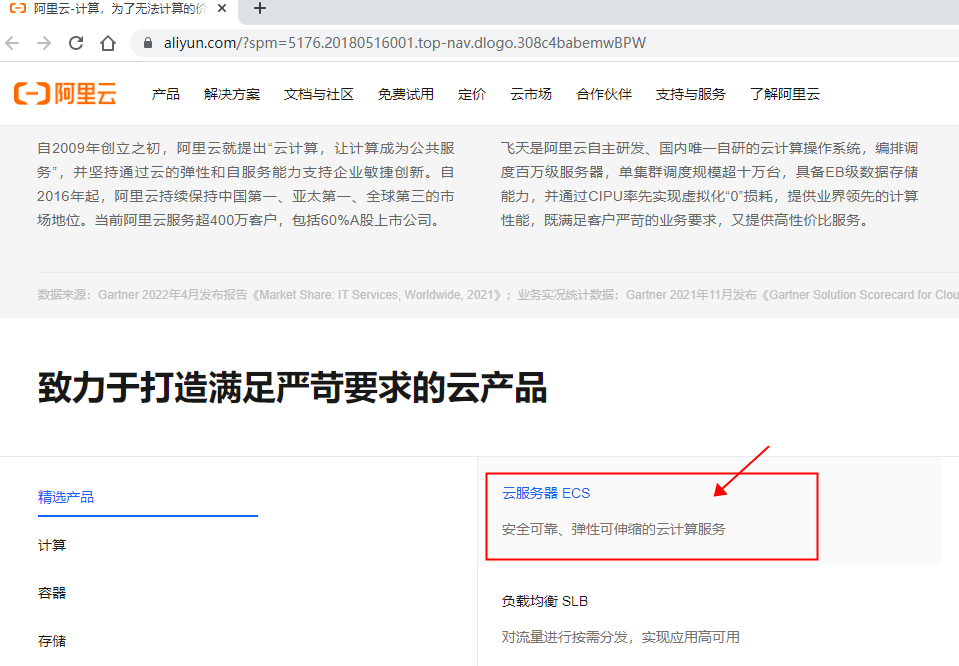 阿里云-计算，为了无法计算的价
aliyun.com/?spm=5176.20180516001.top-nav.dlogo.308c4babemwBPW
阿里云 产品 解决方案 文档与社区 免费试用 定价 云市场 合作伙伴 支持与服务 了解阿里云
自2009年创立之初，阿里云就提出“云计算，让计算成为公共服
务”，并坚持通过云的弹性和自服务能力支持企业敏捷创新。自
2016年起，阿里云持续保持中国第一、亚太第一、全球第三的市
场地位。当前阿里云服务超400万客户，包括60%A股上市公司。
飞天是阿里云自主研发、国内唯一自研的云计算操作系统，编排调
度百万级服务器，单集群调度规模超十万台，具备EB级数据存储
能力，并通过CIPU率先实现虚拟化“0”损耗，提供业界领先的计算
性能，既满足客户严苛的业务要求，又提供高性价比服务。
数据来源：Gartner 2022年4月发布报告《Market Share: IT Services, Worldwide, 2021》；业务实况统计数据；Gartner 2021年11月发布《Gartner Solution Scorecard for Clou
致力于打造满足严苛要求的云产品
精选产品
计算
容器
存储
云服务器 ECS
安全可靠、弹性可伸缩的云计算服务
负载均衡 SLB
对流量进行按需分发，实现应用高可用